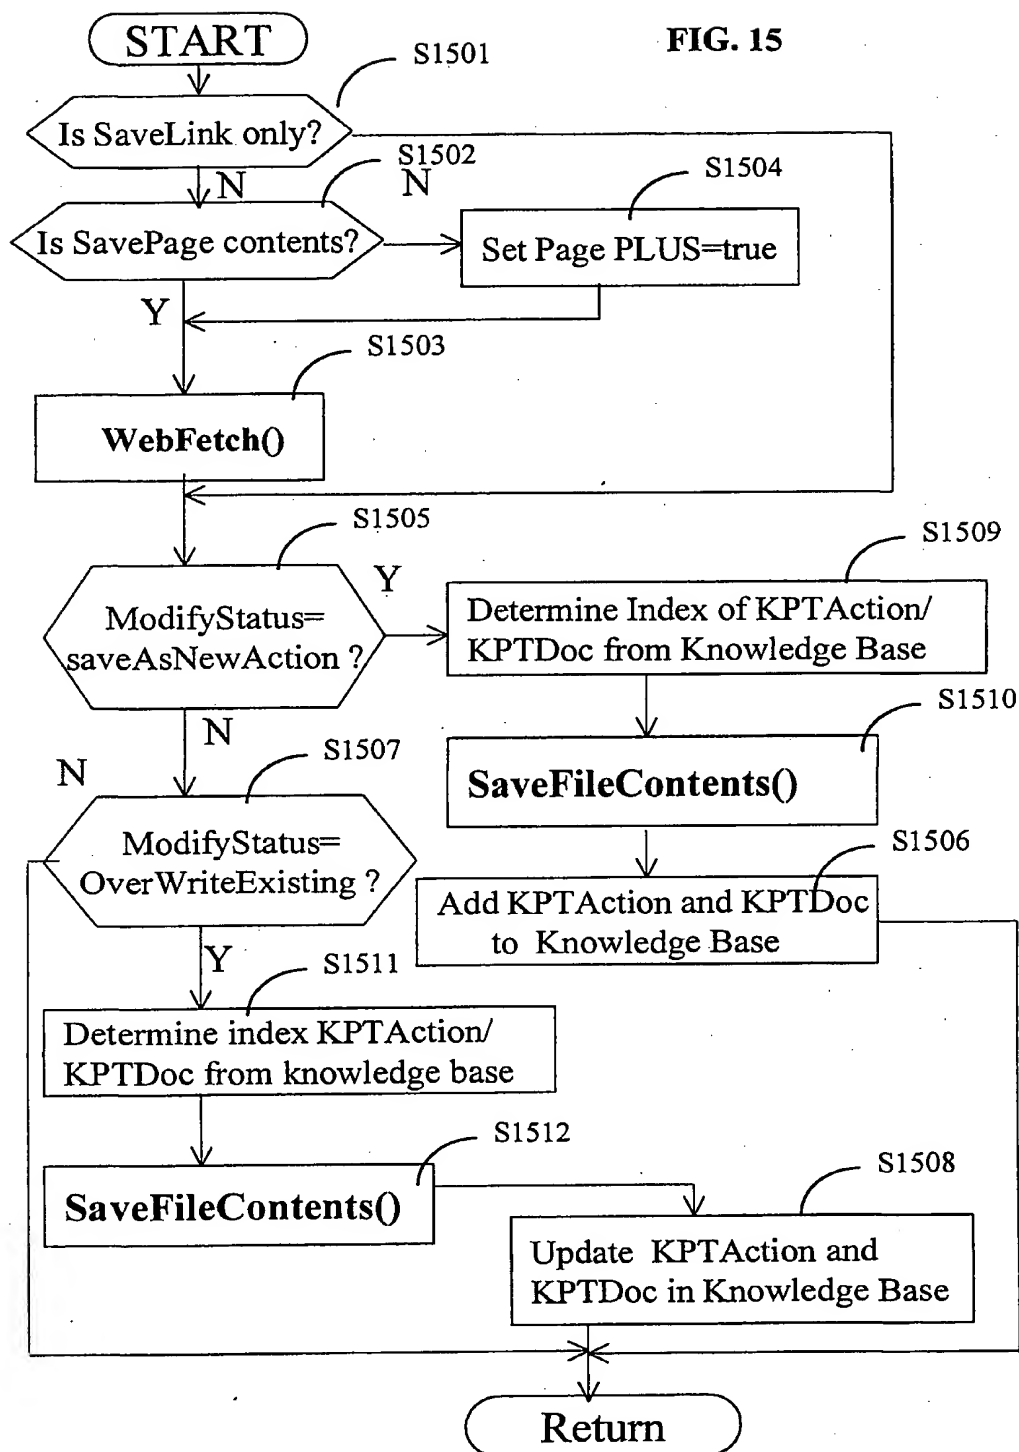 START
FIG. 15
S1501
Is SaveLink only?
S1502
N
N
S1504
Is SavePage contents?
Set Page PLUS=true
Y
S1503
WebFetch()
S1505
S1509
Y
ModifyStatus=
saveAsNewAction ?
Determine Index of KPTAction/
KPTDoc from Knowledge Base
S1510
N
S1507
N
SaveFileContents()
ModifyStatus=
OverWriteExisting ?
S1506
Add KPTAction and KPTDoc
to Knowledge Base
Y
S1511
Determine index KPTAction/
KPTDoc from knowledge base
S1512
SaveFileContents()
S1508
Update KPTAction and
KPTDoc in Knowledge Base
Return